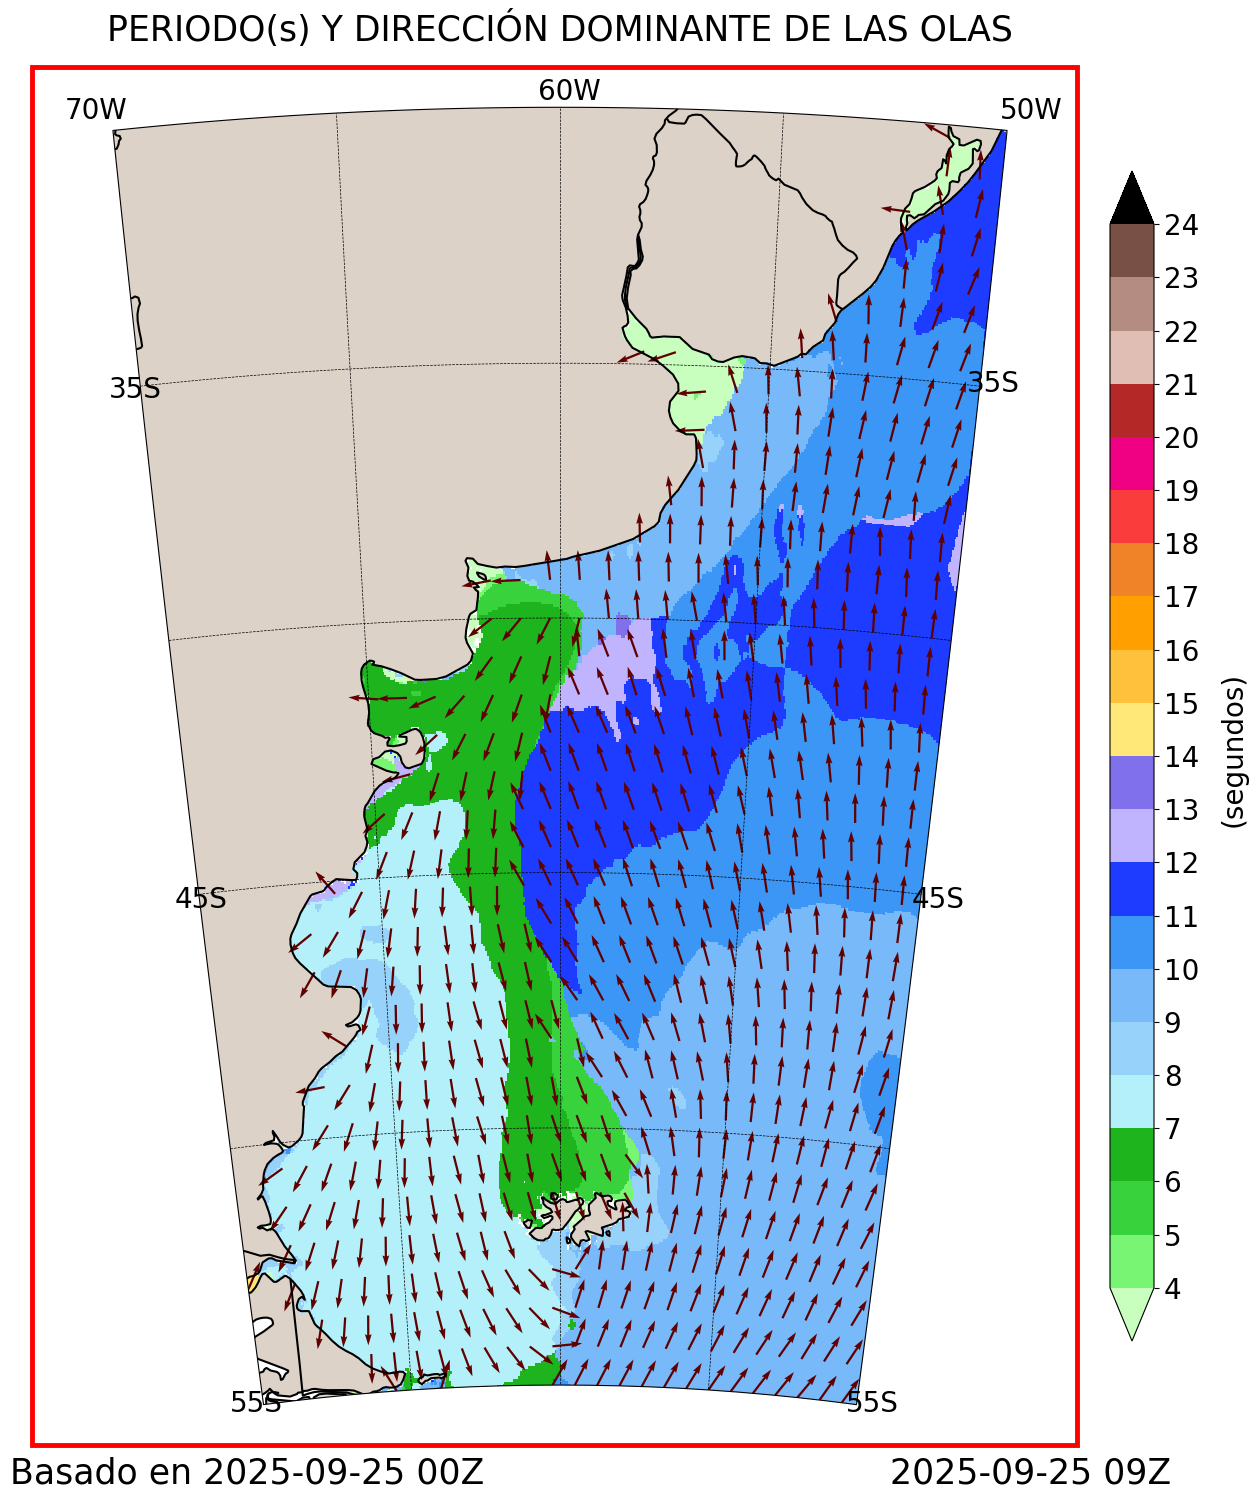 PERIODO(s) Y DIRECCIÓN DOMINANTE DE LAS OLAS
70W
60W
50W
35S
35S
45S
45S
55S
55S
24
23
22
21
20
19
18
17
16
15
14
13
12
11
10
9
8
7
6
5
4
(segundos)
Basado en 2025-09-25 00Z
2025-09-25 09Z